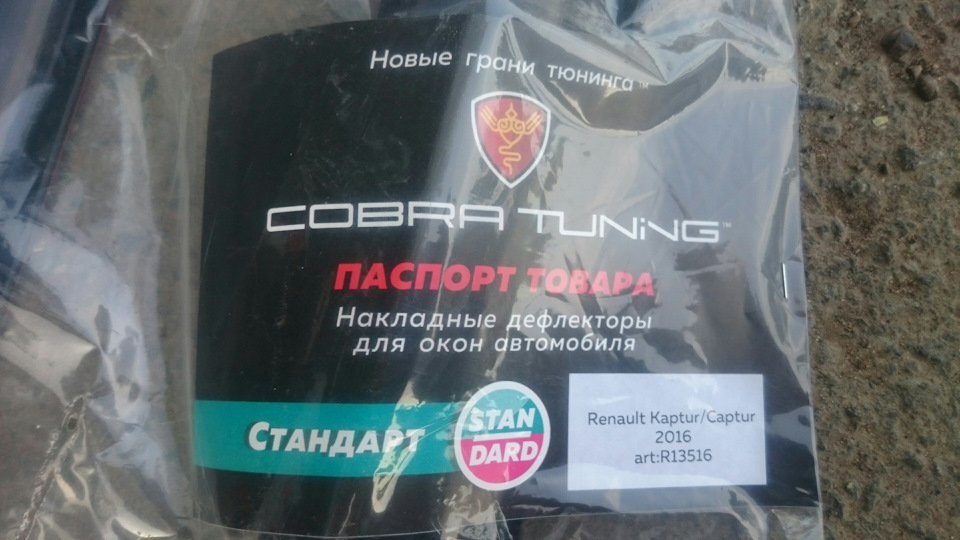 Новые грани тюнинга™
COBRA TUNiNG™
ПАСПОРТ ТОВАРА
Накладные дефлекторы
для окон автомобиля
СТАНДАРТ
STAN
DARD
Renault Kaptur/Captur
2016
art:R13516